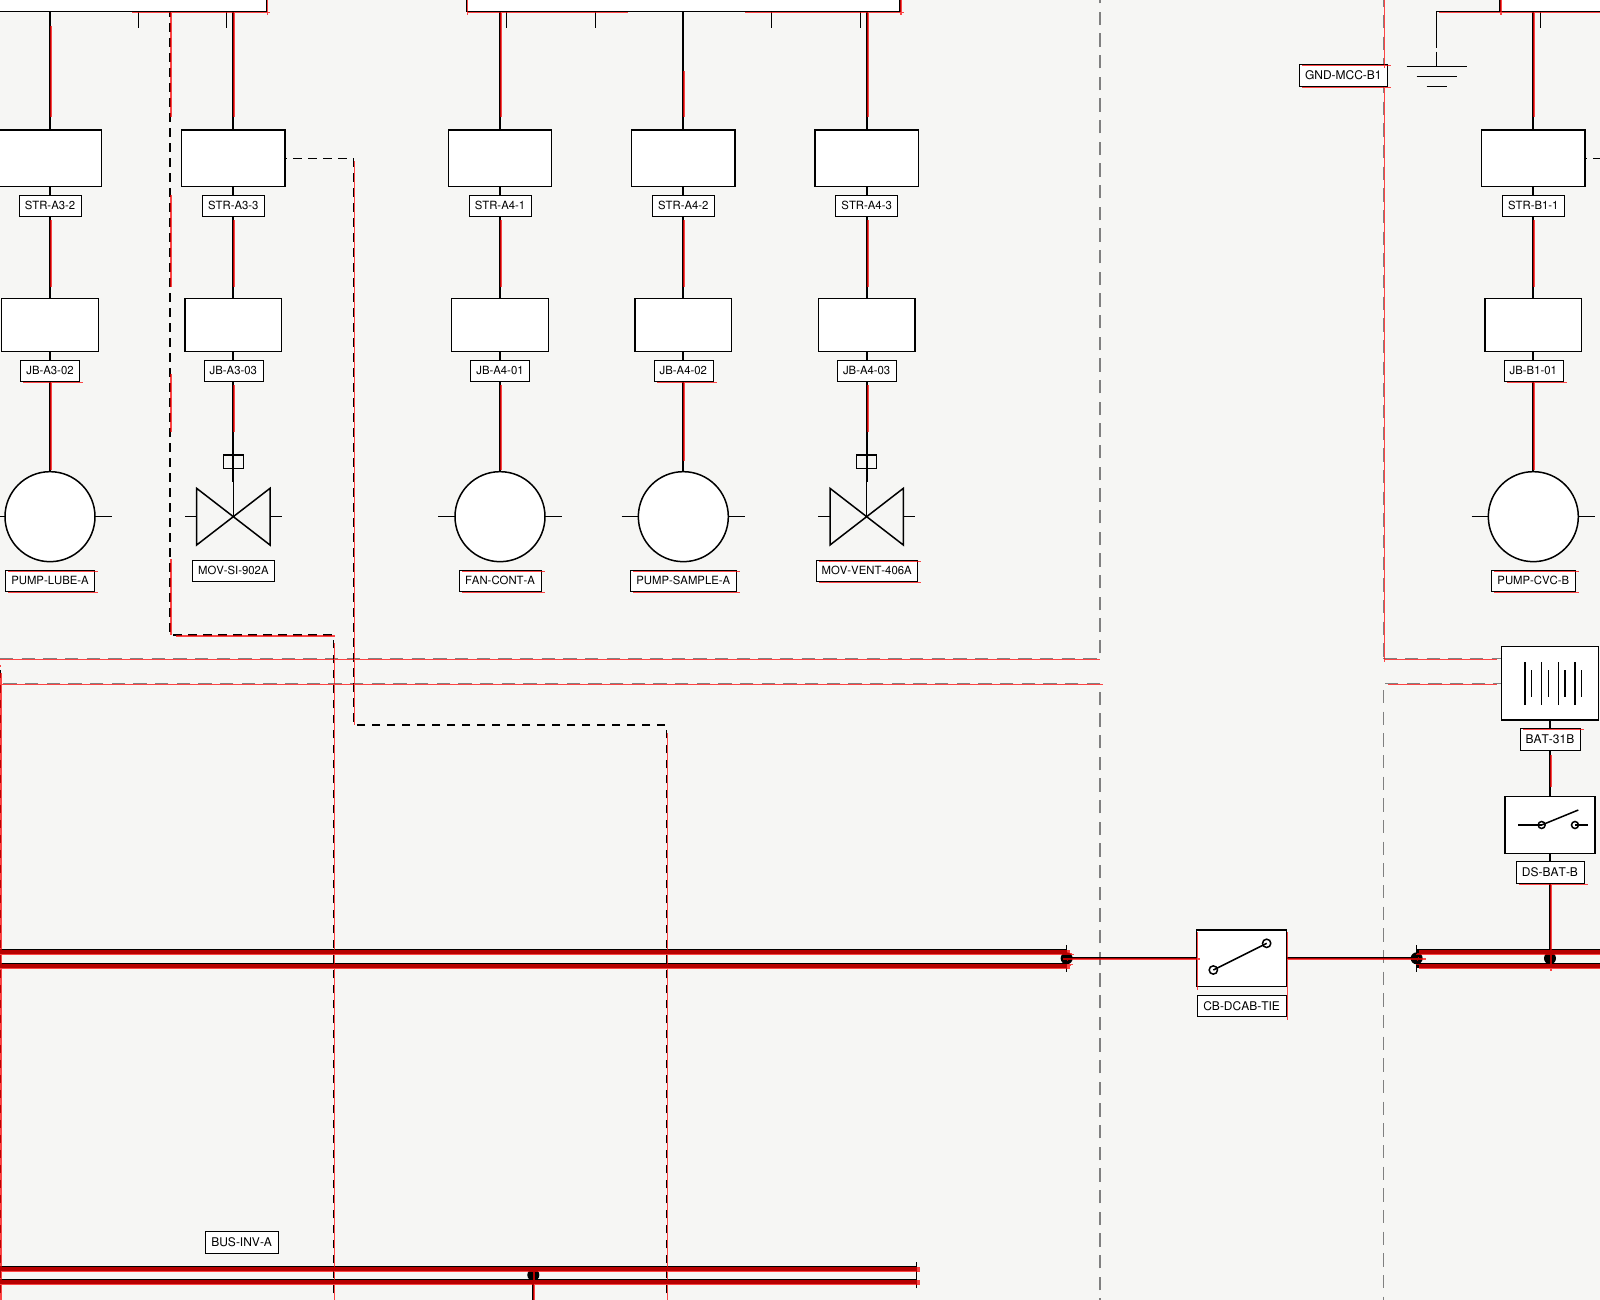 GND-MCC-B1
STR-A3-2
STR-A3-3
STR-A4-1
STR-A4-2
STR-A4-3
STR-B1-1
JB-A3-02
JB-A3-03
JB-A4-01
JB-A4-02
JB-A4-03
JB-B1-01
PUMP-LUBE-A
MOV-SI-902A
FAN-CONT-A
PUMP-SAMPLE-A
MOV-VENT-406A
PUMP-CVC-B
BAT-31B
DS-BAT-B
CB-DCAB-TIE
BUS-INV-A